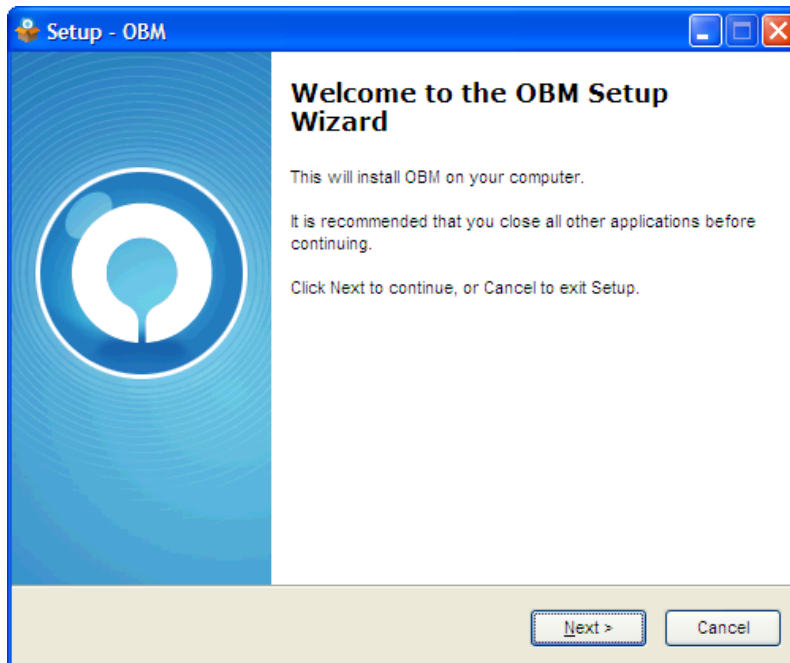 Setup - OBM
Welcome to the OBM Setup
Wizard
This will install OBM on your computer.
It is recommended that you close all other applications before
continuing.
Click Next to continue, or Cancel to exit Setup.
Next >
Cancel